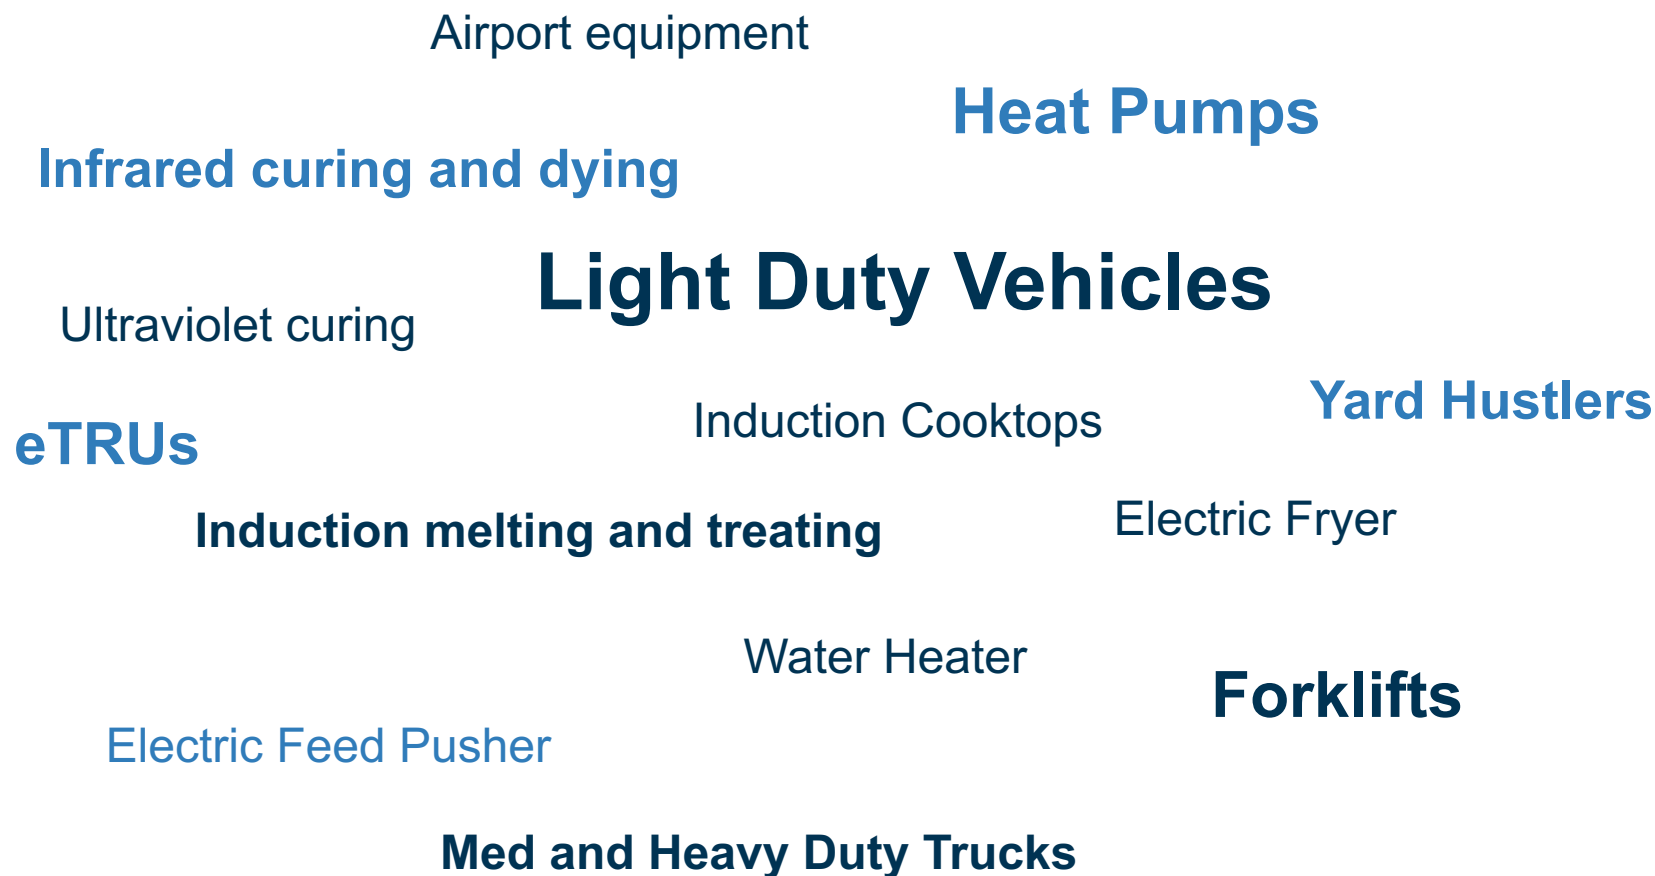 Airport equipment
Heat Pumps
Infrared curing and dying
Light Duty Vehicles
Ultraviolet curing
Yard Hustlers
Induction Cooktops
eTRUs
Electric Fryer
Induction melting and treating
Water Heater
Forklifts
Electric Feed Pusher
Med and Heavy Duty Trucks